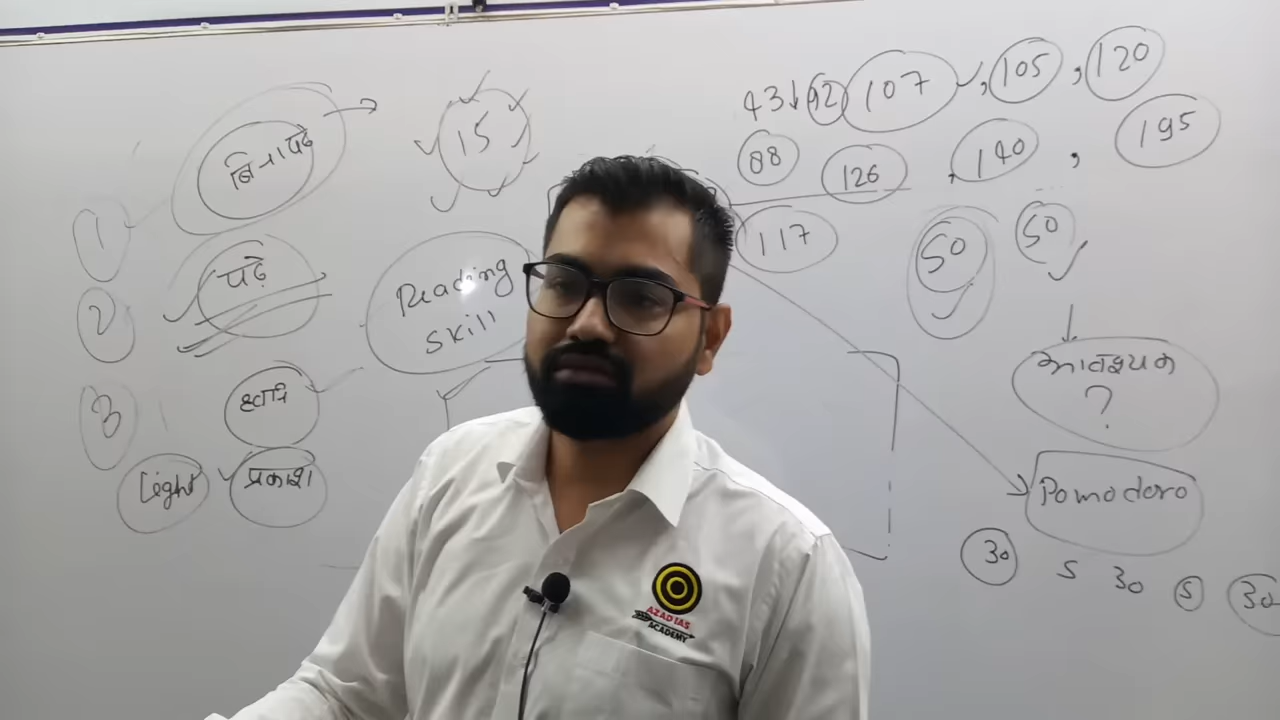 बिना पढ़े
15
43↓ 92 107 , 105 , 120
88 126 , 140 , 195
117 50 50
1
2 पढ़े
Reading
skill
3
Light प्रकाश
आवश्यक
?
Pomodoro
30 5 30 5 30
AZAD IAS
ACADEMY